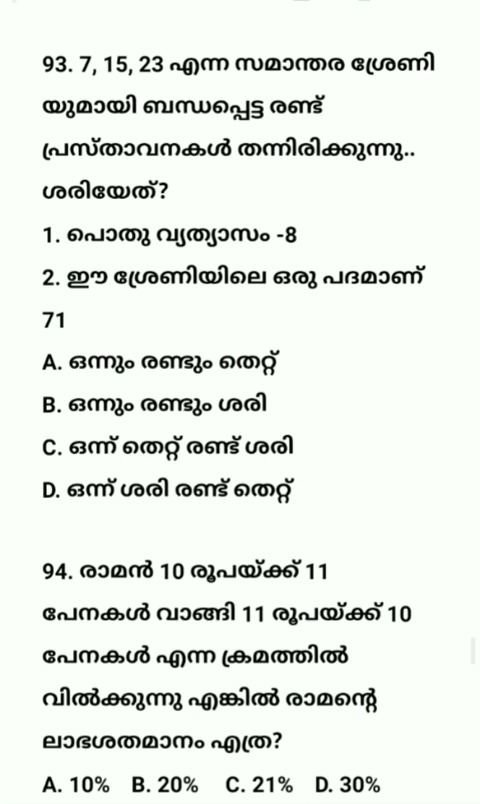 93. 7, 15, 23 എന്ന സമാന്തര ശ്രേണി
യുമായി ബന്ധപ്പെട്ട രണ്ട്
പ്രസ്താവനകൾ തന്നിരിക്കുന്നു..
ശരിയേത്?
1. പൊതു വ്യത്യാസം -8
2. ഈ ശ്രേണിയിലെ ഒരു പദമാണ്
71
A. ഒന്നും രണ്ടും തെറ്റ്
B. ഒന്നും രണ്ടും ശരി
C. ഒന്ന് തെറ്റ് രണ്ട് ശരി
D. ഒന്ന് ശരി രണ്ട് തെറ്റ്
94. രാമൻ 10 രൂപയ്ക്ക് 11
പേനകൾ വാങ്ങി 11 രൂപയ്ക്ക് 10
പേനകൾ എന്ന ക്രമത്തിൽ
വിൽക്കുന്നു എങ്കിൽ രാമന്റെ
ലാഭശതമാനം എത്ര?
A. 10% B. 20% C. 21% D. 30%